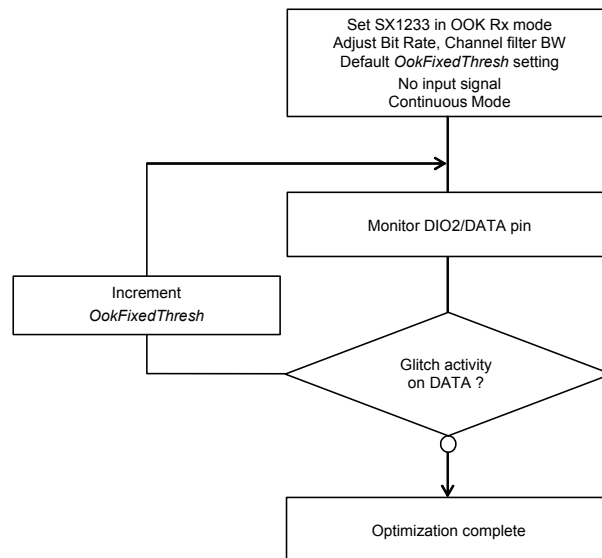 Set SX1233 in OOK Rx mode
Adjust Bit Rate, Channel filter BW
Default OokFixedThresh setting
No input signal
Continuous Mode
Monitor DIO2/DATA pin
Increment
OokFixedThresh
Glitch activity
on DATA ?
Optimization complete